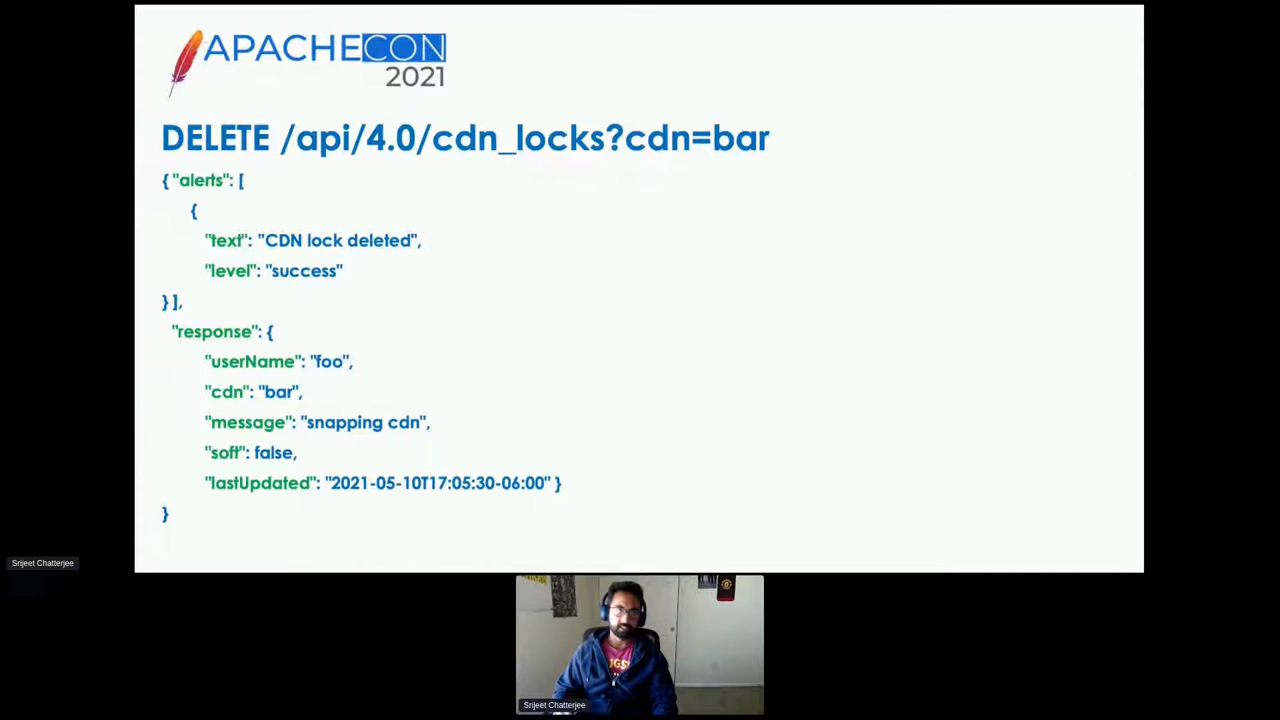 APACHECON
2021
DELETE /api/4.0/cdn_locks?cdn=bar
{ "alerts": [
{
"text": "CDN lock deleted",
"level": "success"
} ],
"response": {
"userName": "foo",
"cdn": "bar",
"message": "snapping cdn",
"soft": false,
"lastUpdated": "2021-05-10T17:05:30-06:00" }
}
Srijeet Chatterjee
Srijeet Chatterjee